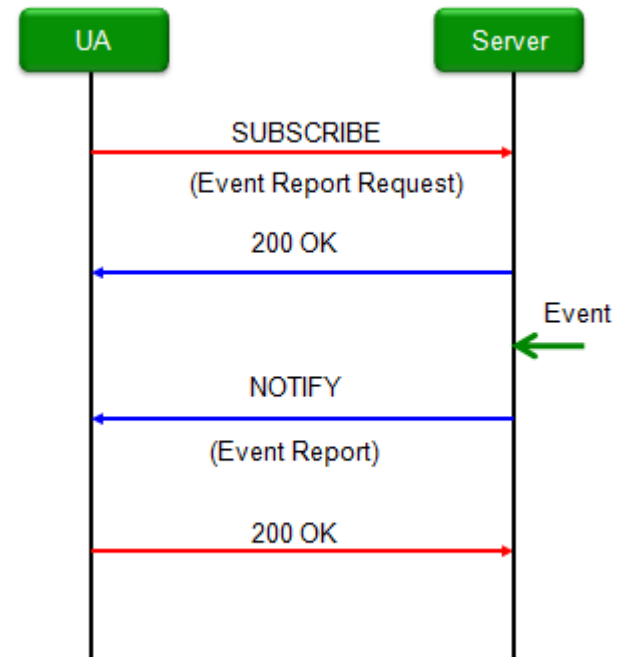 UA
Server
SUBSCRIBE
(Event Report Request)
200 OK
Event
NOTIFY
(Event Report)
200 OK